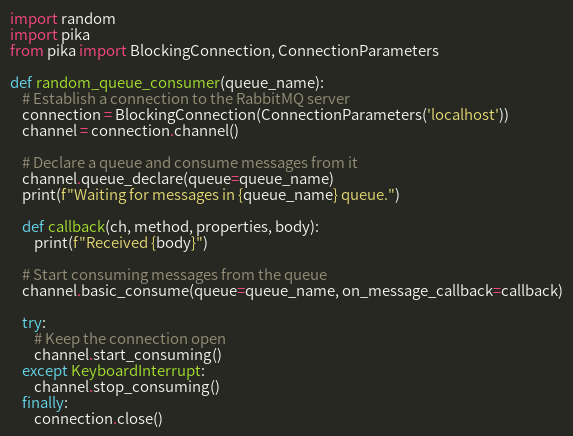 import random
import pika
from pika import BlockingConnection, ConnectionParameters

def random_queue_consumer(queue_name):
    # Establish a connection to the RabbitMQ server
    connection = BlockingConnection(ConnectionParameters('localhost'))
    channel = connection.channel()

    # Declare a queue and consume messages from it
    channel.queue_declare(queue=queue_name)
    print(f"Waiting for messages in {queue_name} queue.")

    def callback(ch, method, properties, body):
        print(f"Received {body}")

    # Start consuming messages from the queue
    channel.basic_consume(queue=queue_name, on_message_callback=callback)

    try:
        # Keep the connection open
        channel.start_consuming()
    except KeyboardInterrupt:
        channel.stop_consuming()
    finally:
        connection.close()